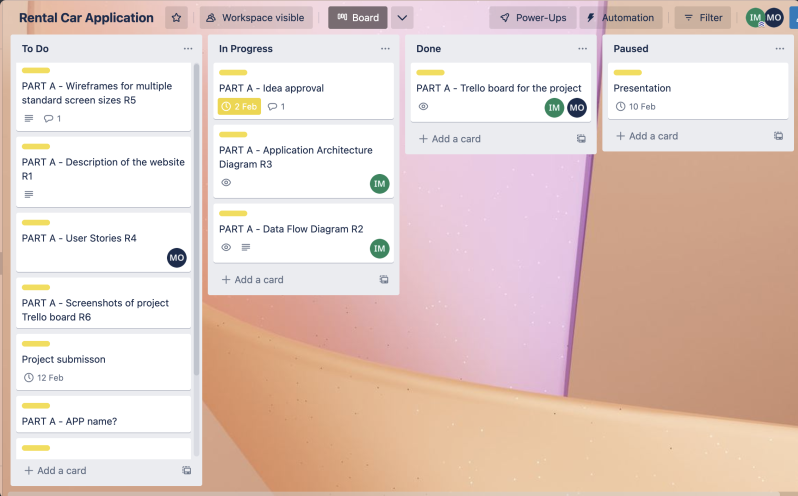 Rental Car Application
Workspace visible
Board
Power-Ups
Automation
Filter
IM
MO
To Do
PART A - Wireframes for multiple
standard screen sizes R5
1
PART A - Description of the website
R1
PART A - User Stories R4
MO
PART A - Screenshots of project
Trello board R6
Project submisson
12 Feb
PART A - APP name?
+ Add a card
In Progress
PART A - Idea approval
2 Feb
1
PART A - Application Architecture
Diagram R3
IM
PART A - Data Flow Diagram R2
IM
+ Add a card
Done
PART A - Trello board for the project
IM
MO
+ Add a card
Paused
Presentation
10 Feb
+ Add a card